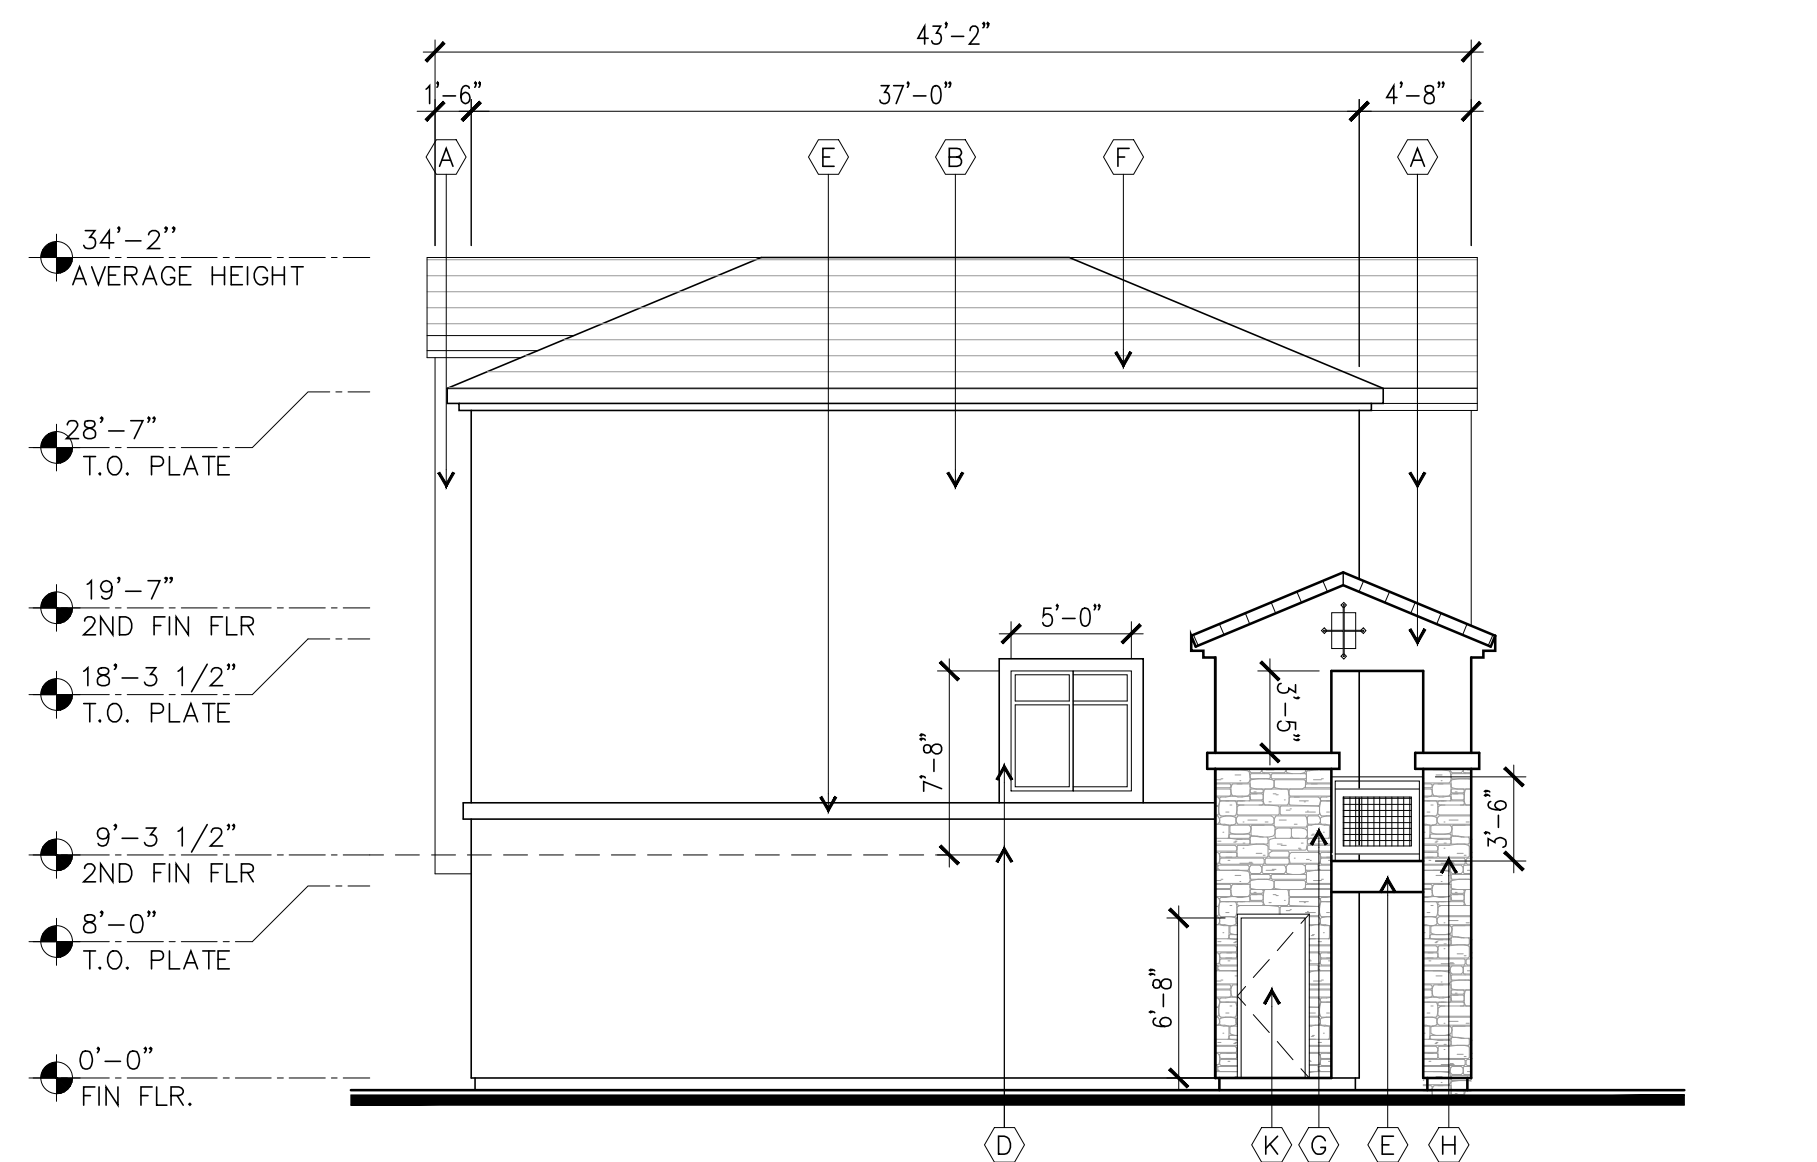 43'-2"
1'-6"
37'-0"
4'-8"
A
E
B
F
A
34'-2''
AVERAGE HEIGHT
28'-7"
T.O. PLATE
19'-7"
2ND FIN FLR
5'-0"
18'-3 1/2"
T.O. PLATE
3'-5"
7'-8"
3'-6"
9'-3 1/2"
2ND FIN FLR
8'-0"
T.O. PLATE
6'-8"
0'-0"
FIN FLR.
D
K
G
E
H